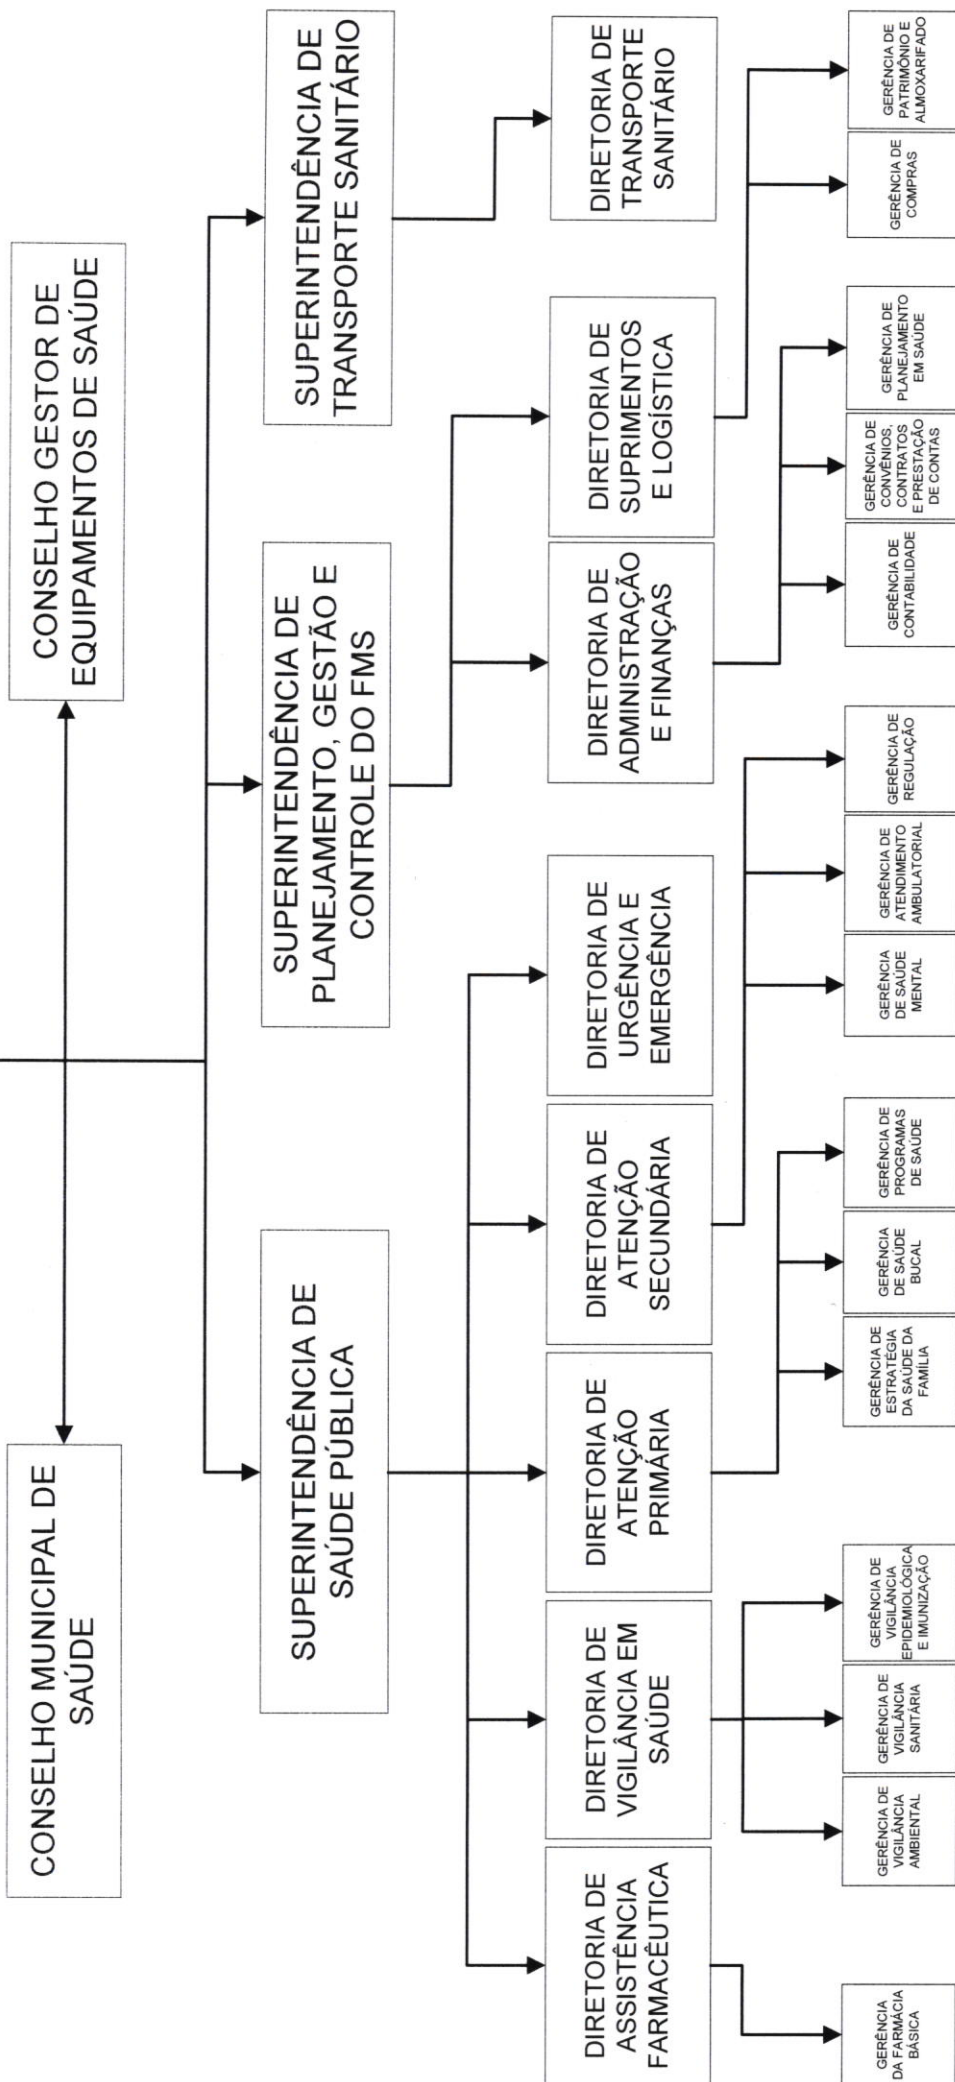 CONSELHO MUNICIPAL DE
SAÚDE
CONSELHO GESTOR DE
EQUIPAMENTOS DE SAÚDE
SUPERINTENDÊNCIA DE
SAÚDE PÚBLICA
SUPERINTENDÊNCIA DE
PLANEJAMENTO, GESTÃO E
CONTROLE DO FMS
SUPERINTENDÊNCIA DE
TRANSPORTE SANITÁRIO
DIRETORIA DE
ASSISTÊNCIA
FARMACÊUTICA
DIRETORIA DE
VIGILÂNCIA EM
SAÚDE
DIRETORIA DE
ATENÇÃO
PRIMÁRIA
DIRETORIA DE
ATENÇÃO
SECUNDÁRIA
DIRETORIA DE
URGÊNCIA E
EMERGÊNCIA
DIRETORIA DE
ADMINISTRAÇÃO
E FINANÇAS
DIRETORIA DE
SUPRIMENTOS
E LOGÍSTICA
DIRETORIA DE
TRANSPORTE
SANITÁRIO
GERÊNCIA
DA FARMÁCIA
BÁSICA
GERÊNCIA DE
VIGILÂNCIA
AMBIENTAL
GERÊNCIA DE
VIGILÂNCIA
SANITÁRIA
GERÊNCIA DE
VIGILÂNCIA
EPIDEMIOLÓGICA
E IMUNIZAÇÃO
GERÊNCIA DE
ESTRATÉGIA
DA SAÚDE DA
FAMÍLIA
GERÊNCIA
DE SAÚDE
BUCAL
GERÊNCIA DE
PROGRAMAS
DE SAÚDE
GERÊNCIA
DE SAÚDE
MENTAL
GERÊNCIA DE
ATENDIMENTO
AMBULATORIAL
GERÊNCIA DE
REGULAÇÃO
GERÊNCIA DE
CONTABILIDADE
GERÊNCIA DE
CONVÊNIOS,
CONTRATOS
E PRESTAÇÃO
DE CONTAS
GERÊNCIA DE
PLANEJAMENTO
EM SAÚDE
GERÊNCIA DE
COMPRAS
GERÊNCIA DE
PATRIMÔNIO E
ALMOXARIFADO